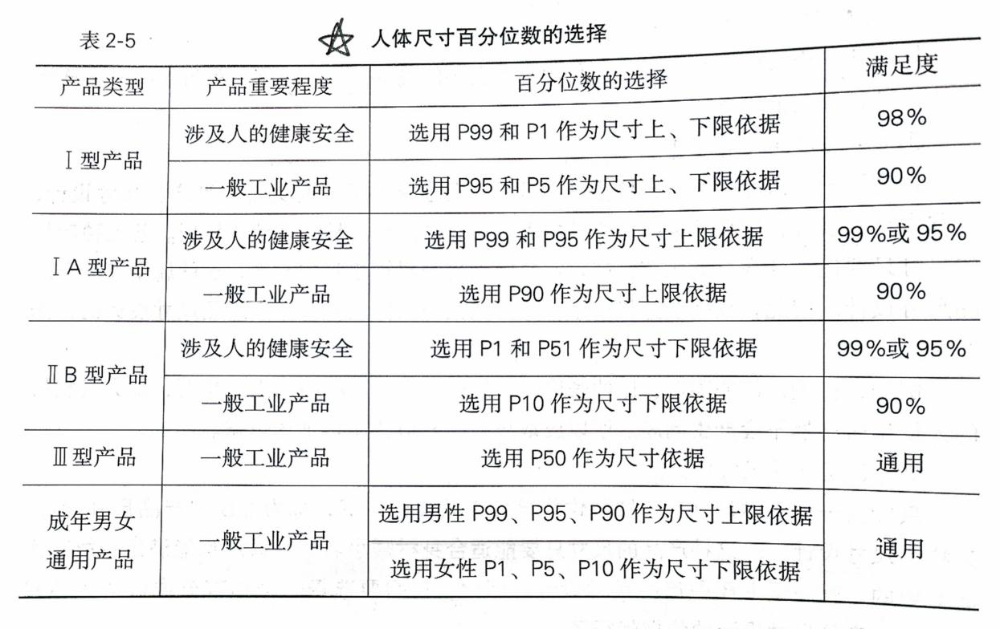 表 2-5
人体尺寸百分位数的选择
产品类型 产品重要程度 百分位数的选择 满足度
Ⅰ型产品 涉及人的健康安全 选用 P99 和 P1 作为尺寸上、下限依据 98%
一般工业产品 选用 P95 和 P5 作为尺寸上、下限依据 90%
ⅠA 型产品 涉及人的健康安全 选用 P99 和 P95 作为尺寸上限依据 99%或 95%
一般工业产品 选用 P90 作为尺寸上限依据 90%
ⅡB 型产品 涉及人的健康安全 选用 P1 和 P51 作为尺寸下限依据 99%或 95%
一般工业产品 选用 P10 作为尺寸下限依据 90%
Ⅲ型产品 一般工业产品 选用 P50 作为尺寸依据 通用
成年男女
通用产品 一般工业产品 选用男性 P99、P95、P90 作为尺寸上限依据 通用
选用女性 P1、P5、P10 作为尺寸下限依据